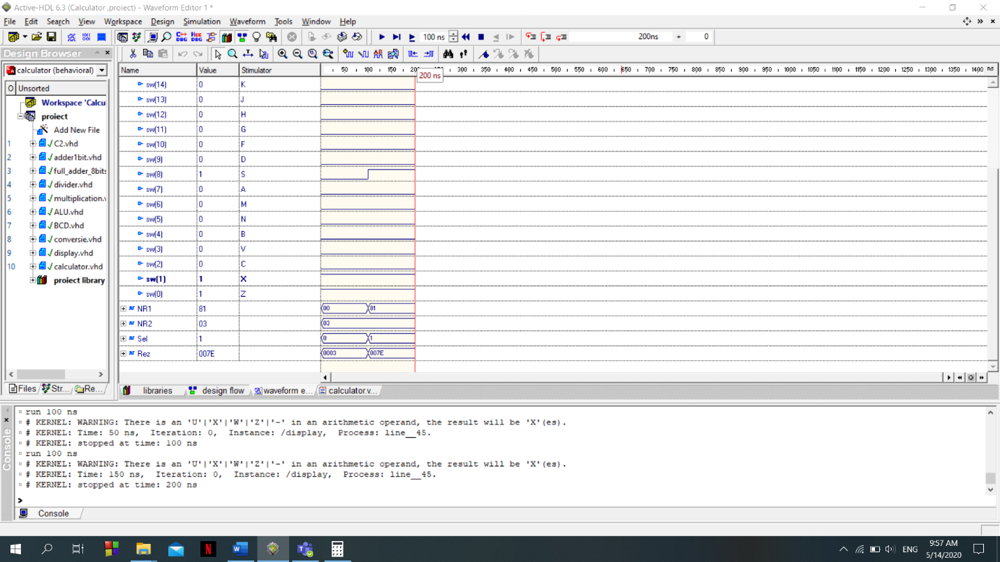 Active-HDL 6.3 (Calculator ,proiect) - Waveform Editor 1 *
File Edit Search View Workspace Design Simulation Waveform Tools Window Help
100 ns 200ns + 0
Design Browser
calculator (behavioral)
O Unsorted
Workspace 'Calcu
proiect
Add New File
1 C2.vhd
2 adder1bit.vhd
3 full_adder_8bits
4 divider.vhd
5 multiplication.v
6 ALU.vhd
7 BCD.vhd
8 conversie.vhd
9 display.vhd
10 calculator.vhd
proiect library
Files Str... Re...
Name Value Stimulator 50 100 150 200 250 300 350 400 450 500 550 600 650 700 750 800 850 900 950 1000 1050 1100 1150 1200 1250 1300 1350 1400 ns
200 ns
sw(14) 0 K
sw(13) 0 J
sw(12) 0 H
sw(11) 0 G
sw(10) 0 F
sw(9) 0 D
sw(8) 1 S
sw(7) 0 A
sw(6) 0 M
sw(5) 0 N
sw(4) 0 B
sw(3) 0 V
sw(2) 0 C
sw(1) 1 X
sw(0) 1 Z
NR1 81 00 81
NR2 03 03
Sel 1 0 1
Rez 007E 0003 007E
libraries design flow waveform e... calculator.v...
Console
run 100 ns
# KERNEL: WARNING: There is an 'U'|'X'|'W'|'Z'|'-' in an arithmetic operand, the result will be 'X'(es).
# KERNEL: Time: 50 ns, Iteration: 0, Instance: /display, Process: line__45.
# KERNEL: stopped at time: 100 ns
run 100 ns
# KERNEL: WARNING: There is an 'U'|'X'|'W'|'Z'|'-' in an arithmetic operand, the result will be 'X'(es).
# KERNEL: Time: 150 ns, Iteration: 0, Instance: /display, Process: line__45.
# KERNEL: stopped at time: 200 ns
>
Console
ENG
9:57 AM
5/14/2020